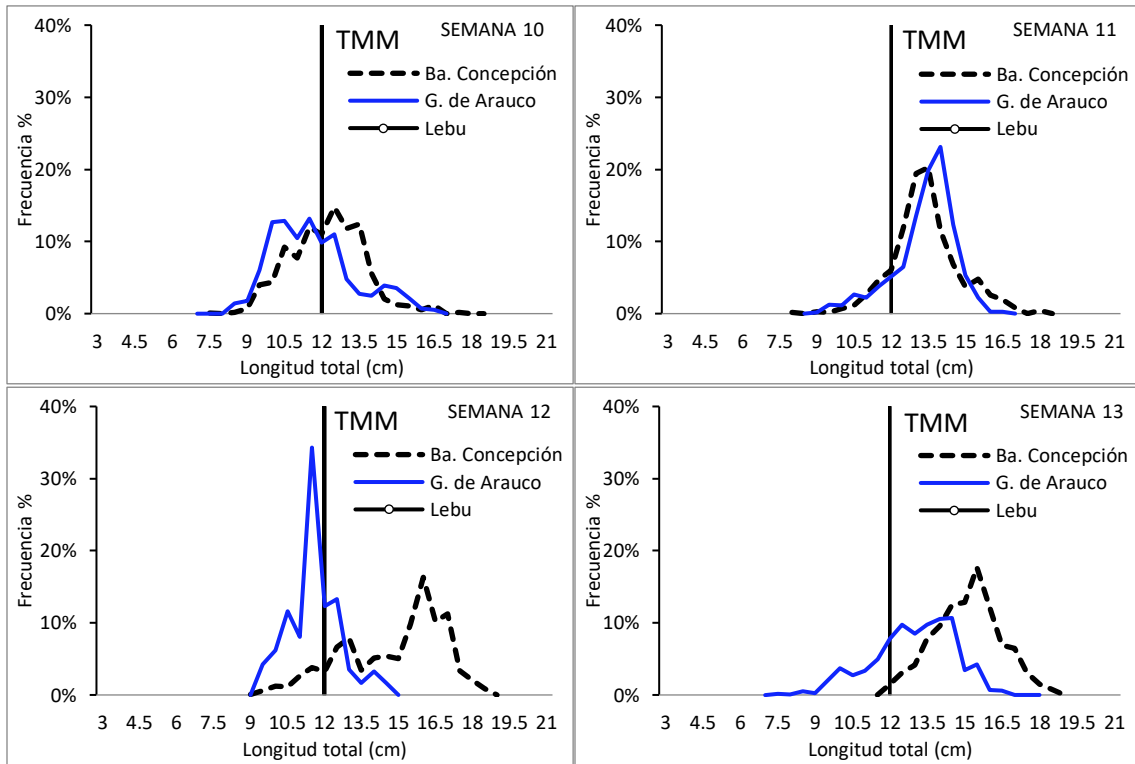 SEMANA 10
TMM
Ba. Concepción
G. de Arauco
Lebu
Frecuencia %
40%
30%
20%
10%
0%
3 4.5 6 7.5 9 10.5 12 13.5 15 16.5 18 19.5 21
Longitud total (cm)
SEMANA 11
TMM
Ba. Concepción
G. de Arauco
Lebu
Frecuencia %
40%
30%
20%
10%
0%
3 4.5 6 7.5 9 10.5 12 13.5 15 16.5 18 19.5 21
Longitud total (cm)
SEMANA 12
TMM
Ba. Concepción
G. de Arauco
Lebu
Frecuencia %
40%
30%
20%
10%
0%
3 4.5 6 7.5 9 10.5 12 13.5 15 16.5 18 19.5 21
Longitud total (cm)
SEMANA 13
TMM
Ba. Concepción
G. de Arauco
Lebu
Frecuencia %
40%
30%
20%
10%
0%
3 4.5 6 7.5 9 10.5 12 13.5 15 16.5 18 19.5 21
Longitud total (cm)